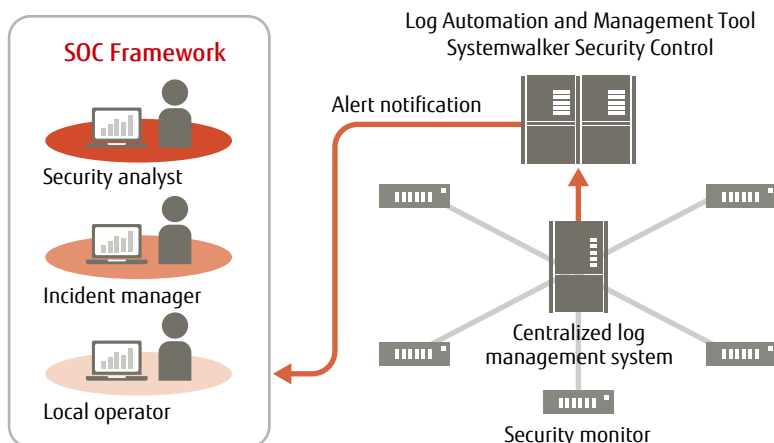 SOC Framework
Security analyst
Incident manager
Local operator
Alert notification
Log Automation and Management Tool
Systemwalker Security Control
Centralized log
management system
Security monitor